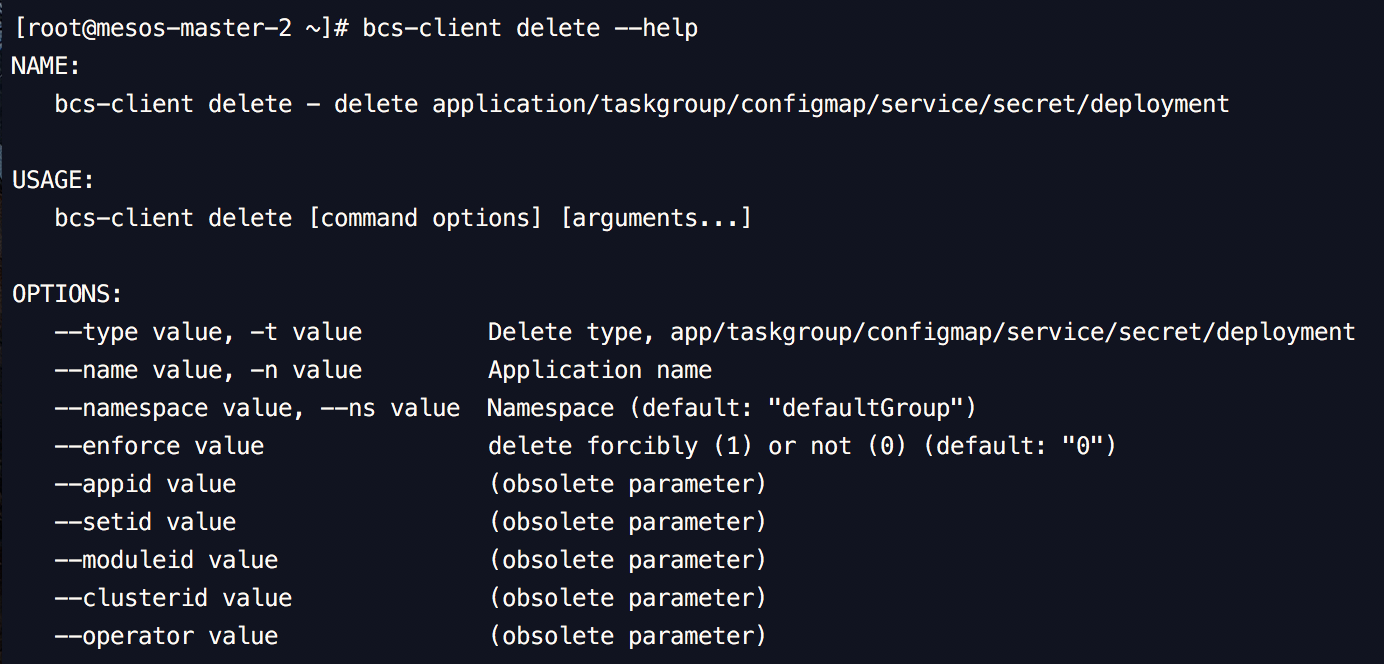 [root@mesos-master-2 ~]# bcs-client delete --help
NAME:
   bcs-client delete - delete application/taskgroup/configmap/service/secret/deployment

USAGE:
   bcs-client delete [command options] [arguments...]

OPTIONS:
   --type value, -t value         Delete type, app/taskgroup/configmap/service/secret/deployment
   --name value, -n value         Application name
   --namespace value, --ns value  Namespace (default: "defaultGroup")
   --enforce value                delete forcibly (1) or not (0) (default: "0")
   --appid value                  (obsolete parameter)
   --setid value                  (obsolete parameter)
   --moduleid value               (obsolete parameter)
   --clusterid value              (obsolete parameter)
   --operator value               (obsolete parameter)